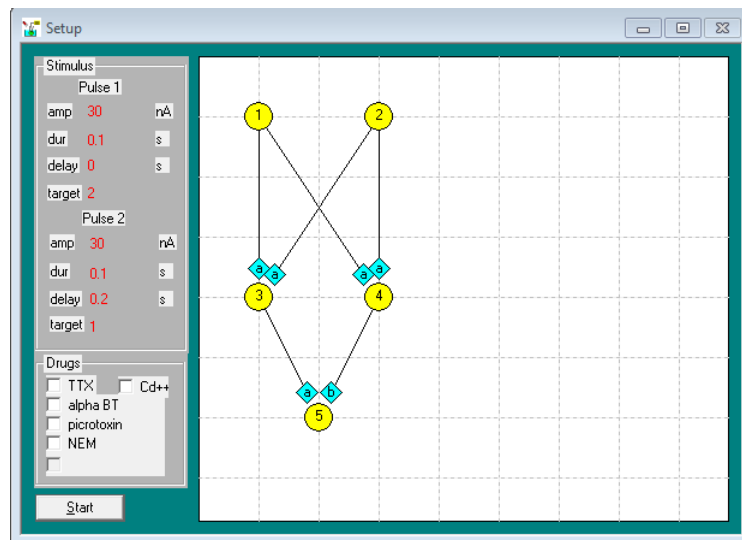 Setup
Stimulus
Pulse 1
amp 30 nA
dur 0.1 s
delay 0 s
target 2
Pulse 2
amp 30 nA
dur 0.1 s
delay 0.2 s
target 1
Drugs
TTX Cd++
alpha BT
picrotoxin
NEM
Start
1 2
a a a a
3 4
a b
5